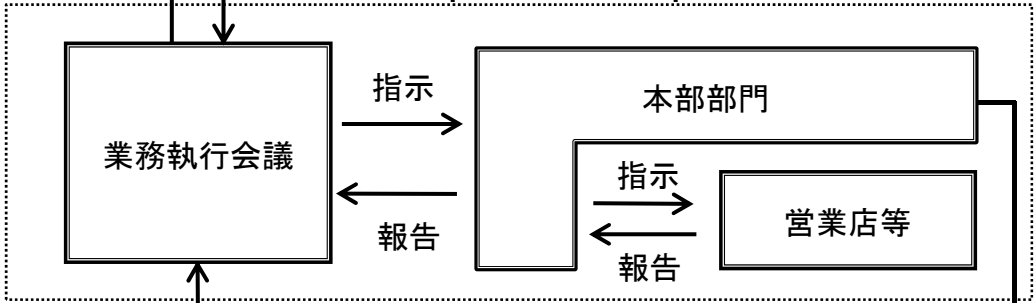 指示
本部部門
業務執行会議
指示
営業店等
報告
報告